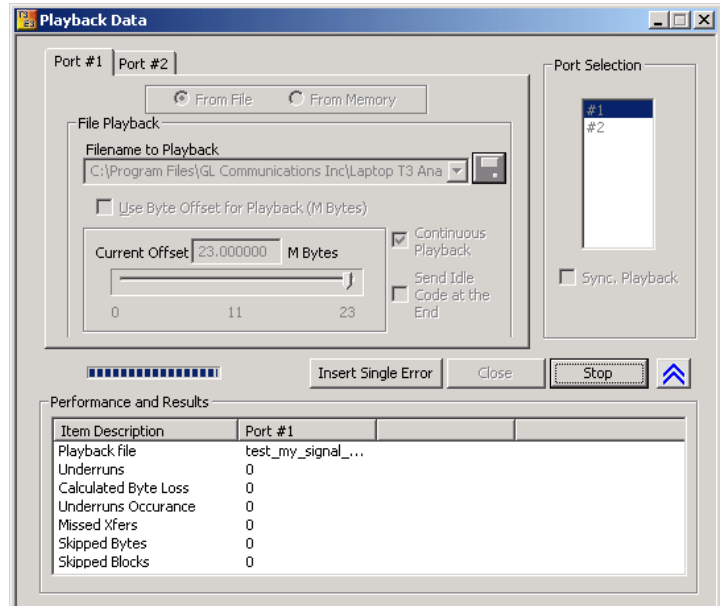 T3
E3
Playback Data
Port #1
Port #2
Port Selection
From File
From Memory
#1
#2
File Playback
Filename to Playback
C:\Program Files\GL Communications Inc\Laptop T3 Ana
Use Byte Offset for Playback (M Bytes)
Continuous
Playback
Current Offset 23.000000 M Bytes
Send Idle
Code at the
End
Sync. Playback
0 11 23
Insert Single Error
Close
Stop
Performance and Results
Item Description Port #1
Playback file test_my_signal_...
Underruns 0
Calculated Byte Loss 0
Underruns Occurance 0
Missed Xfers 0
Skipped Bytes 0
Skipped Blocks 0